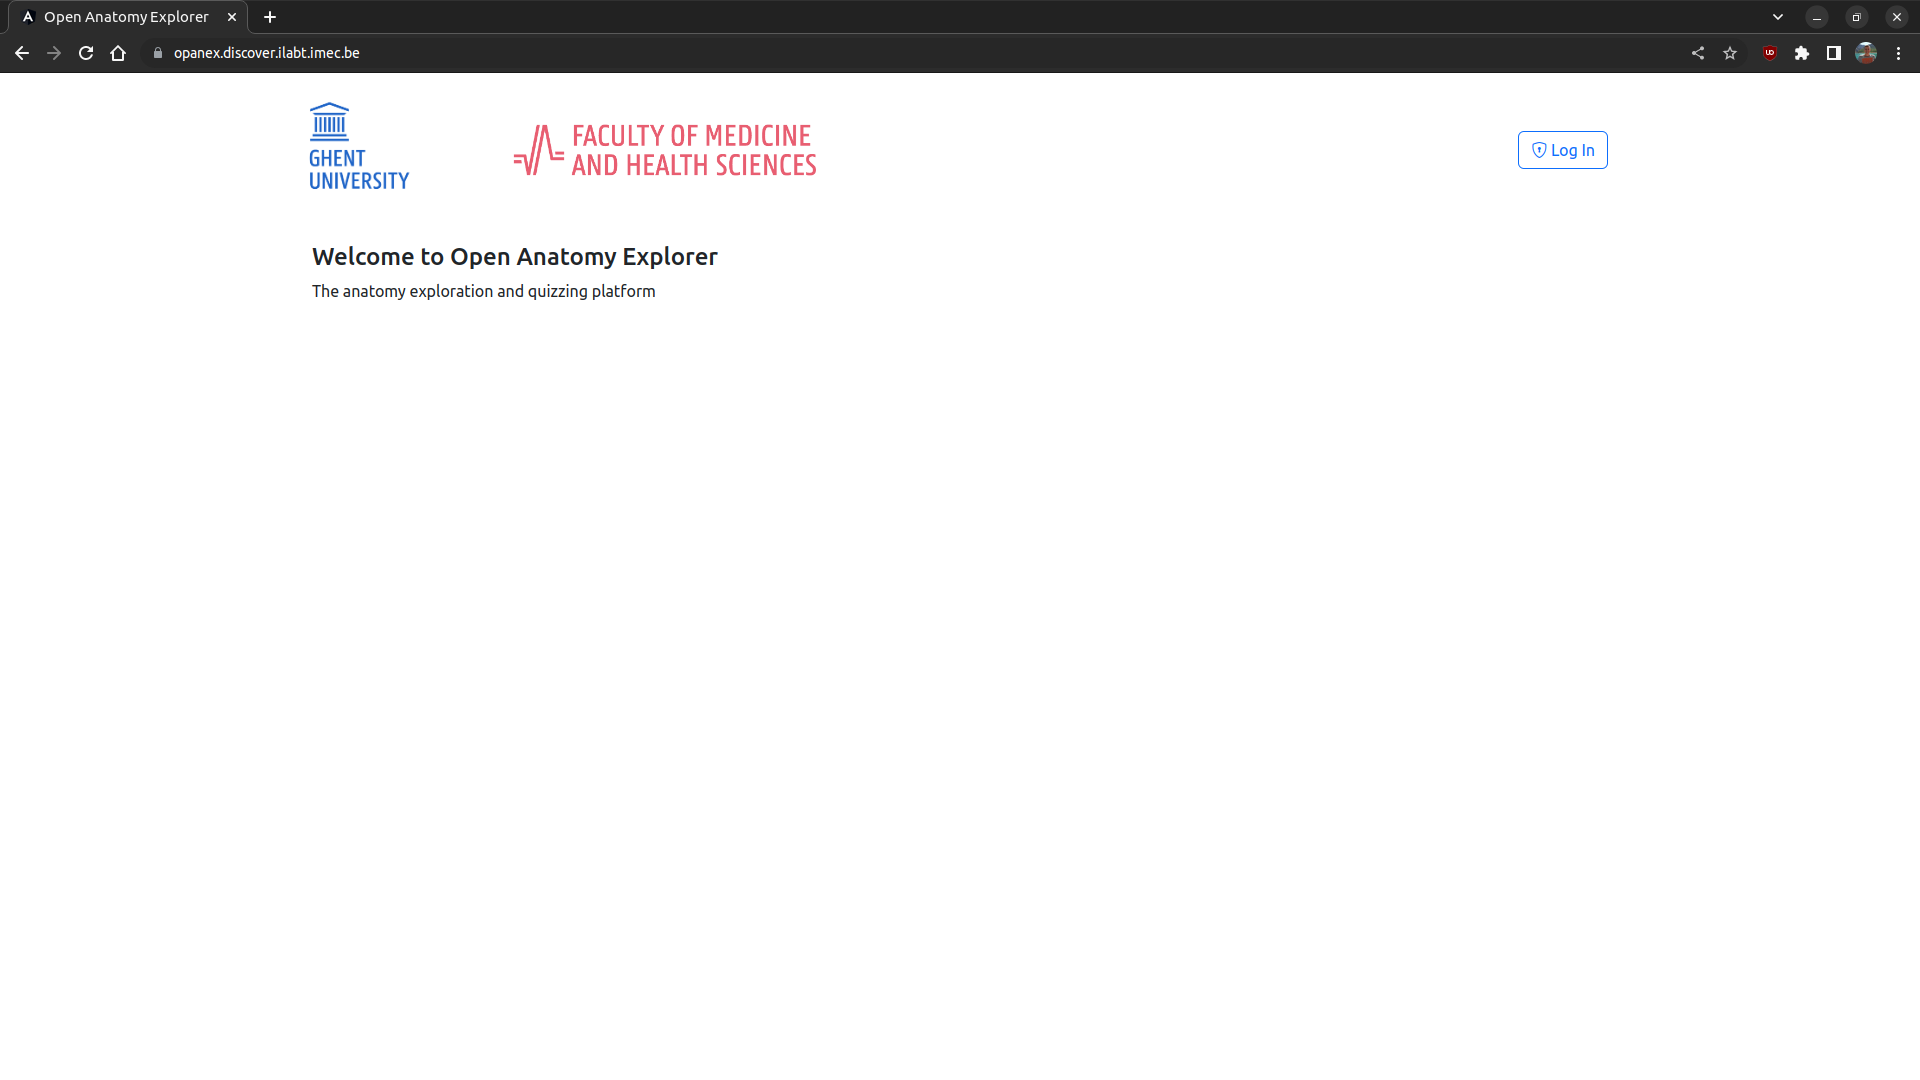 Open Anatomy Explorer
opanex.discover.ilabt.imec.be
GHENT
UNIVERSITY
FACULTY OF MEDICINE
AND HEALTH SCIENCES
Log In
Welcome to Open Anatomy Explorer
The anatomy exploration and quizzing platform